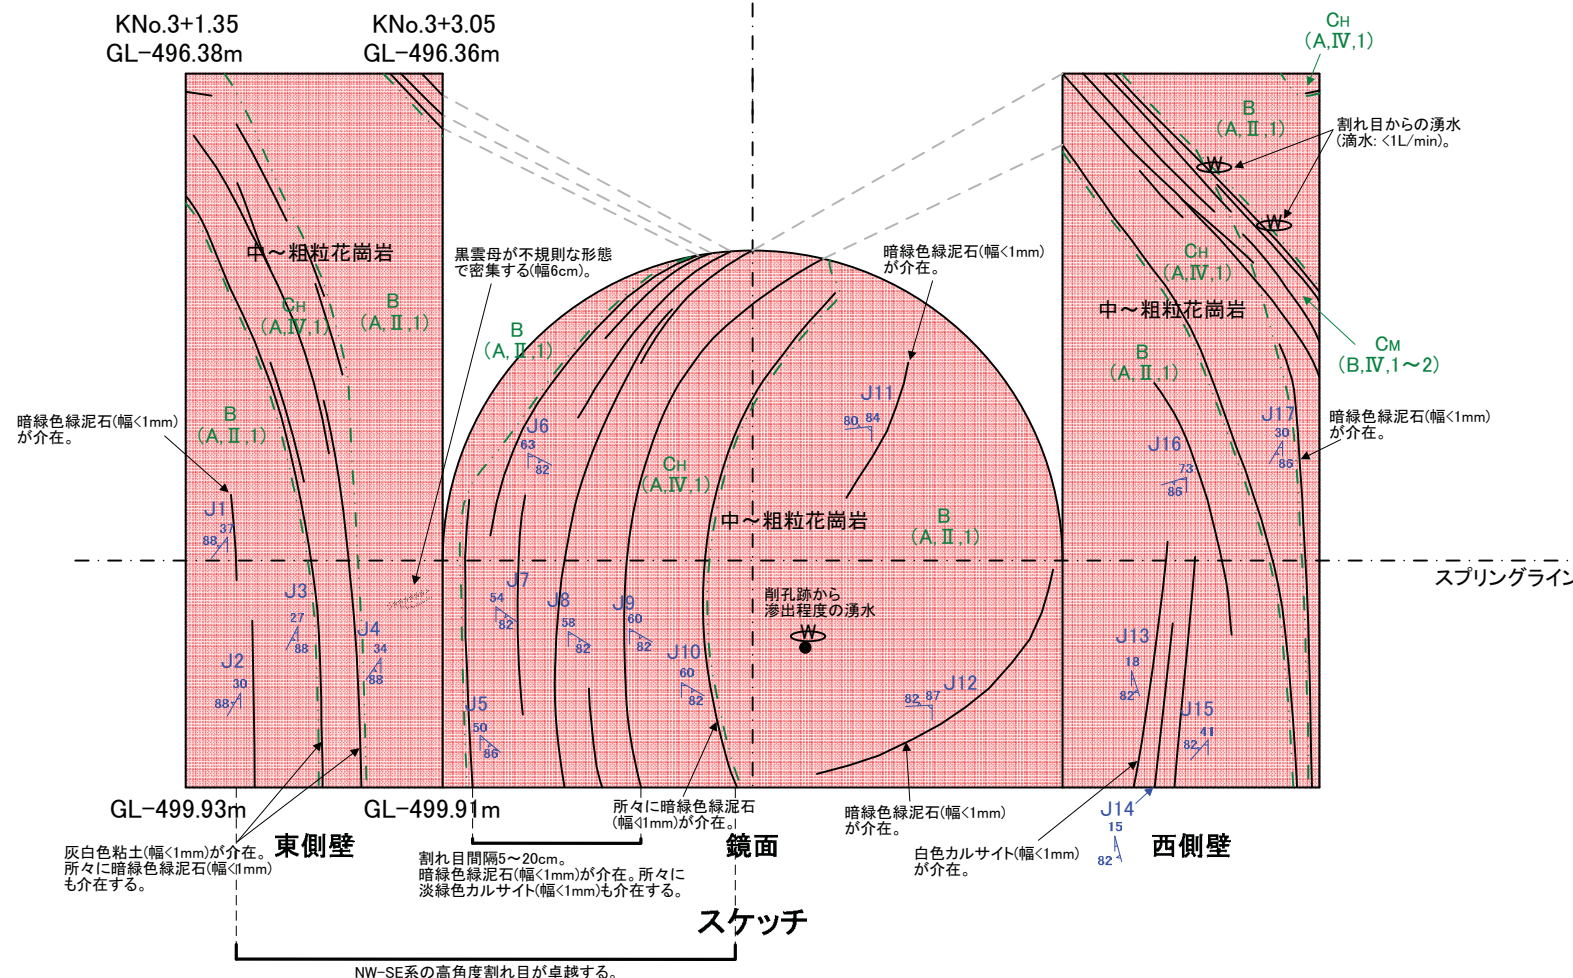 KNo.3+1.35
GL-496.38m
KNo.3+3.05
GL-496.36m
CH
(A,Ⅳ,1)
B
(A,Ⅱ,1)
割れ目からの湧水
(滴水: <1L/min)。
W
W
中～粗粒花崗岩
黒雲母が不規則な形態
で密集する(幅6cm)。
暗緑色緑泥石(幅<1mm)
が介在。
CH
(A,Ⅳ,1)
中～粗粒花崗岩
CH
(A,Ⅳ,1)
B
(A,Ⅱ,1)
B
(A,Ⅱ,1)
B
(A,Ⅱ,1)
CM
(B,Ⅳ,1～2)
暗緑色緑泥石(幅<1mm)
が介在。
B
(A,Ⅱ,1)
J6
63
82
J11
80
84
J16
73
86
J17
30
86
暗緑色緑泥石(幅<1mm)
が介在。
CH
(A,Ⅳ,1)
J1
37
88
中～粗粒花崗岩
B
(A,Ⅱ,1)
スプリングライン
J3
27
88
J7
54
82
J8
58
82
J9
60
82
削孔跡から
滲出程度の湧水
W
J4
34
88
J2
30
88
J10
60
82
J13
18
82
J5
50
86
J12
82
87
J15
82
41
GL-499.93m
GL-499.91m
所々に暗緑色緑泥石
(幅<1mm)が介在。
暗緑色緑泥石(幅<1mm)
が介在。
J14
15
82
灰白色粘土(幅<1mm)が介在。
所々に暗緑色緑泥石(幅<1mm)
も介在する。
東側壁
割れ目間隔5～20cm。
暗緑色緑泥石(幅<1mm)が介在。所々に
淡緑色カルサイト(幅<1mm)も介在する。
鏡面
白色カルサイト(幅<1mm)
が介在。
西側壁
スケッチ
NW-SE系の高角度割れ目が卓越する。